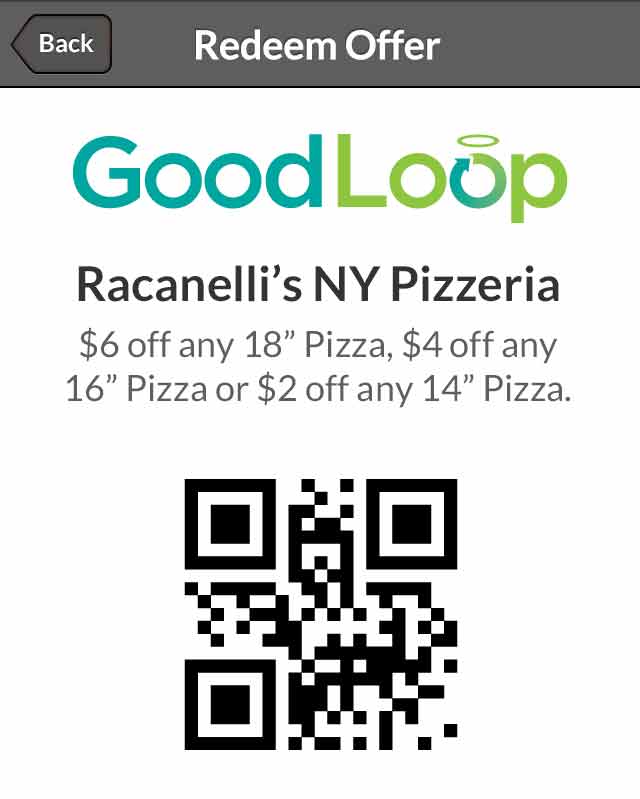 Back
Redeem Offer
GoodLoop
Racanelli’s NY Pizzeria
$6 off any 18” Pizza, $4 off any
16” Pizza or $2 off any 14” Pizza.